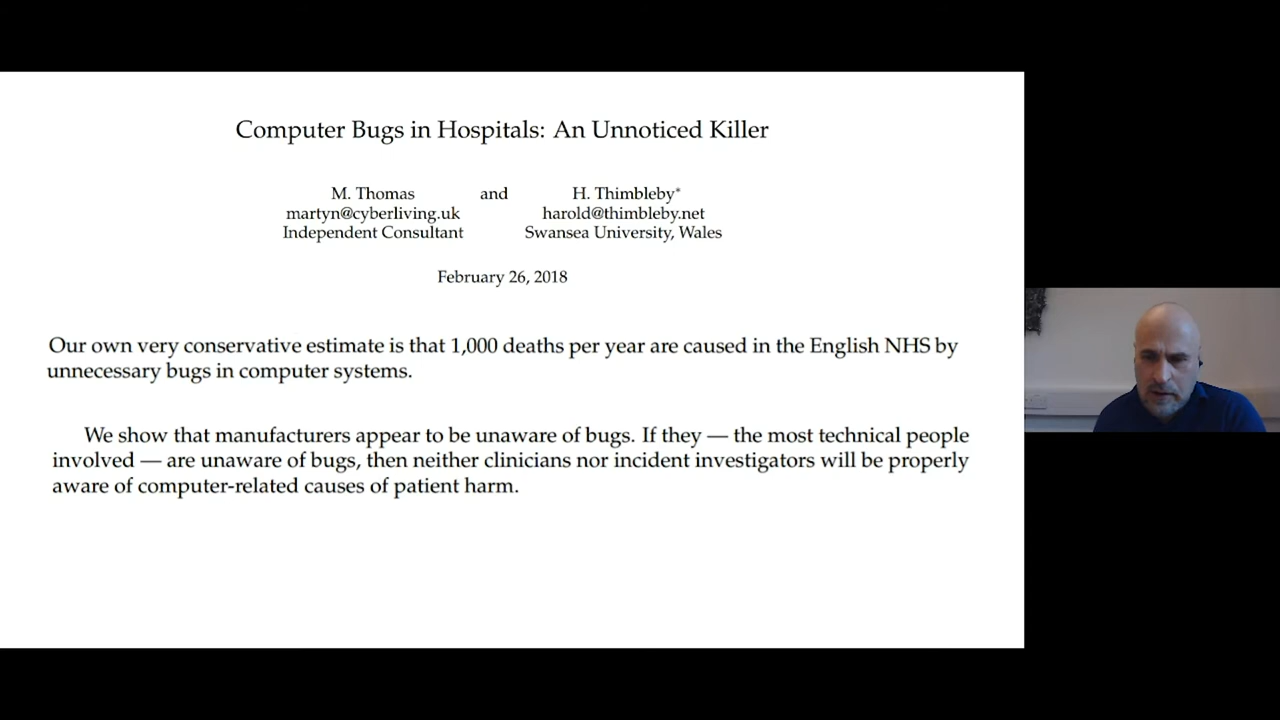 Computer Bugs in Hospitals: An Unnoticed Killer
M. Thomas and H. Thimbleby*
martyn@cyberliving.uk harold@thimbleby.net
Independent Consultant Swansea University, Wales
February 26, 2018
Our own very conservative estimate is that 1,000 deaths per year are caused in the English NHS by
unnecessary bugs in computer systems.
We show that manufacturers appear to be unaware of bugs. If they — the most technical people
involved — are unaware of bugs, then neither clinicians nor incident investigators will be properly
aware of computer-related causes of patient harm.